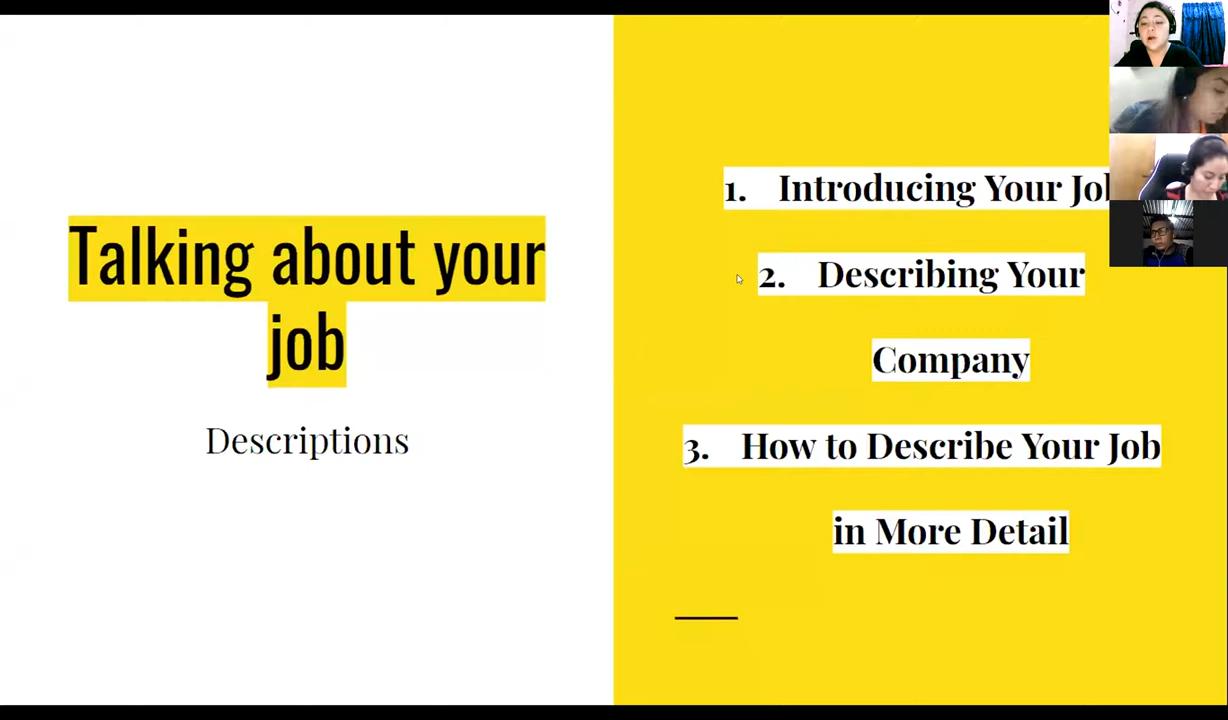 Talking about your
job
Descriptions
1. Introducing Your
2. Describing Your
Company
3. How to Describe Your Job
in More Detail